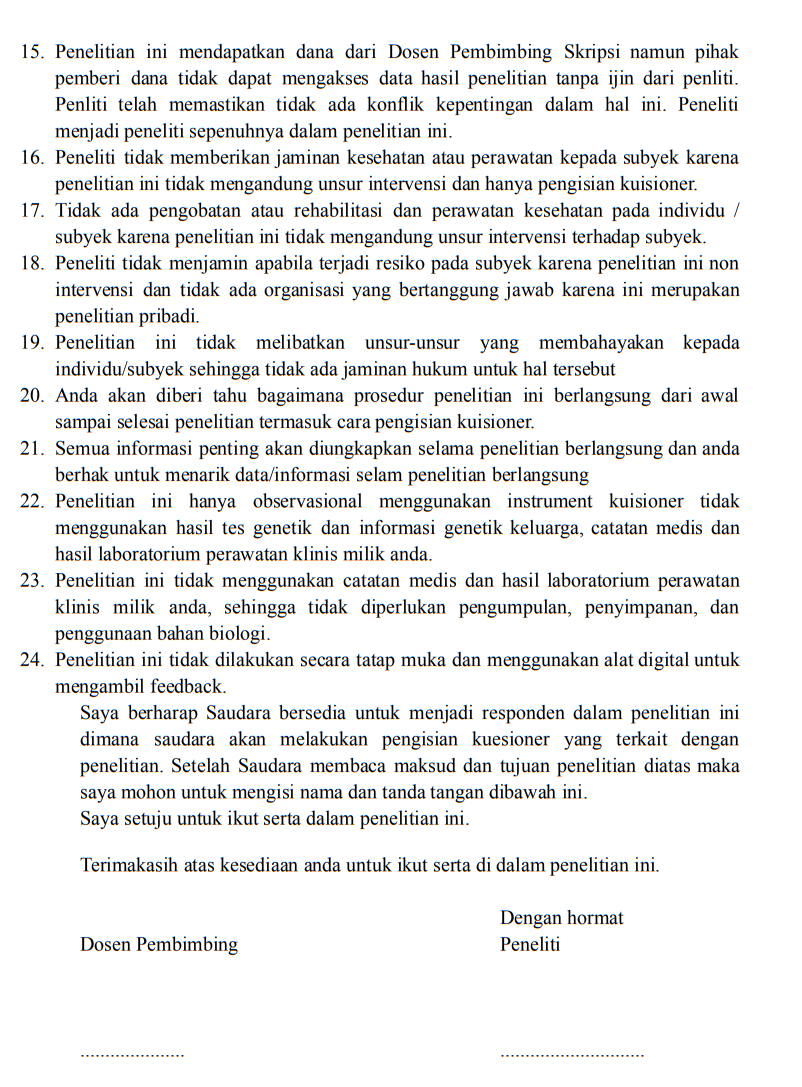 15. Penelitian ini mendapatkan dana dari Dosen Pembimbing Skripsi namun pihak
pemberi dana tidak dapat mengakses data hasil penelitian tanpa ijin dari penliti.
Penliti telah memastikan tidak ada konflik kepentingan dalam hal ini. Peneliti
menjadi peneliti sepenuhnya dalam penelitian ini.
16. Peneliti tidak memberikan jaminan kesehatan atau perawatan kepada subyek karena
penelitian ini tidak mengandung unsur intervensi dan hanya pengisian kuisioner.
17. Tidak ada pengobatan atau rehabilitasi dan perawatan kesehatan pada individu /
subyek karena penelitian ini tidak mengandung unsur intervensi terhadap subyek.
18. Peneliti tidak menjamin apabila terjadi resiko pada subyek karena penelitian ini non
intervensi dan tidak ada organisasi yang bertanggung jawab karena ini merupakan
penelitian pribadi.
19. Penelitian ini tidak melibatkan unsur-unsur yang membahayakan kepada
individu/subyek sehingga tidak ada jaminan hukum untuk hal tersebut
20. Anda akan diberi tahu bagaimana prosedur penelitian ini berlangsung dari awal
sampai selesai penelitian termasuk cara pengisian kuisioner.
21. Semua informasi penting akan diungkapkan selama penelitian berlangsung dan anda
berhak untuk menarik data/informasi selam penelitian berlangsung
22. Penelitian ini hanya observasional menggunakan instrument kuisioner tidak
menggunakan hasil tes genetik dan informasi genetik keluarga, catatan medis dan
hasil laboratorium perawatan klinis milik anda.
23. Penelitian ini tidak menggunakan catatan medis dan hasil laboratorium perawatan
klinis milik anda, sehingga tidak diperlukan pengumpulan, penyimpanan, dan
penggunaan bahan biologi.
24. Penelitian ini tidak dilakukan secara tatap muka dan menggunakan alat digital untuk
mengambil feedback.
Saya berharap Saudara bersedia untuk menjadi responden dalam penelitian ini
dimana saudara akan melakukan pengisian kuesioner yang terkait dengan
penelitian. Setelah Saudara membaca maksud dan tujuan penelitian diatas maka
saya mohon untuk mengisi nama dan tanda tangan dibawah ini.
Saya setuju untuk ikut serta dalam penelitian ini.
Terimakasih atas kesediaan anda untuk ikut serta di dalam penelitian ini.
Dengan hormat
Dosen Pembimbing Peneliti
..................... .............................